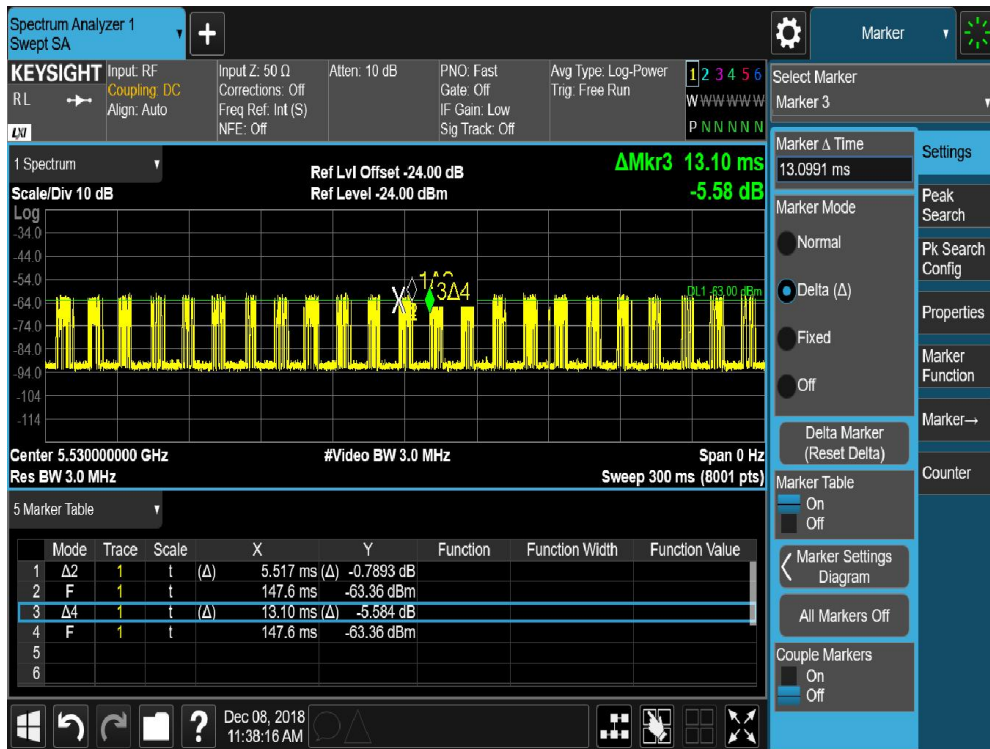 Spectrum Analyzer 1
Swept SA
+
Marker
KEYSIGHT
RL
LXI
Input: RF
Coupling: DC
Align: Auto
Input Z: 50 Ω
Corrections: Off
Freq Ref: Int (S)
NFE: Off
Atten: 10 dB
PNO: Fast
Gate: Off
IF Gain: Low
Sig Track: Off
Avg Type: Log-Power
Trig: Free Run
1 2 3 4 5 6
W W W W W W
P N N N N N
Select Marker
Marker 3
1 Spectrum
Scale/Div 10 dB
Ref Lvl Offset -24.00 dB
Ref Level -24.00 dBm
ΔMkr3 13.10 ms
-5.58 dB
Log
-34.0
-44.0
-54.0
-64.0
-74.0
-84.0
-94.0
-104
-114
3Δ4
DL1 -63.00 dBm
Center 5.530000000 GHz
Res BW 3.0 MHz
#Video BW 3.0 MHz
Span 0 Hz
Sweep 300 ms (8001 pts)
5 Marker Table
Mode Trace Scale X Y Function Function Width Function Value
1 Δ2 1 t (Δ) 5.517 ms (Δ) -0.7893 dB
2 F 1 t 147.6 ms -63.36 dBm
3 Δ4 1 t (Δ) 13.10 ms (Δ) -5.584 dB
4 F 1 t 147.6 ms -63.36 dBm
5
6
Marker Δ Time
13.0991 ms
Marker Mode
Normal
Delta (Δ)
Fixed
Off
Delta Marker
(Reset Delta)
Marker Table
On
Off
Marker Settings
Diagram
All Markers Off
Couple Markers
On
Off
Settings
Peak
Search
Pk Search
Config
Properties
Marker
Function
Marker→
Counter
?
Dec 08, 2018
11:38:16 AM